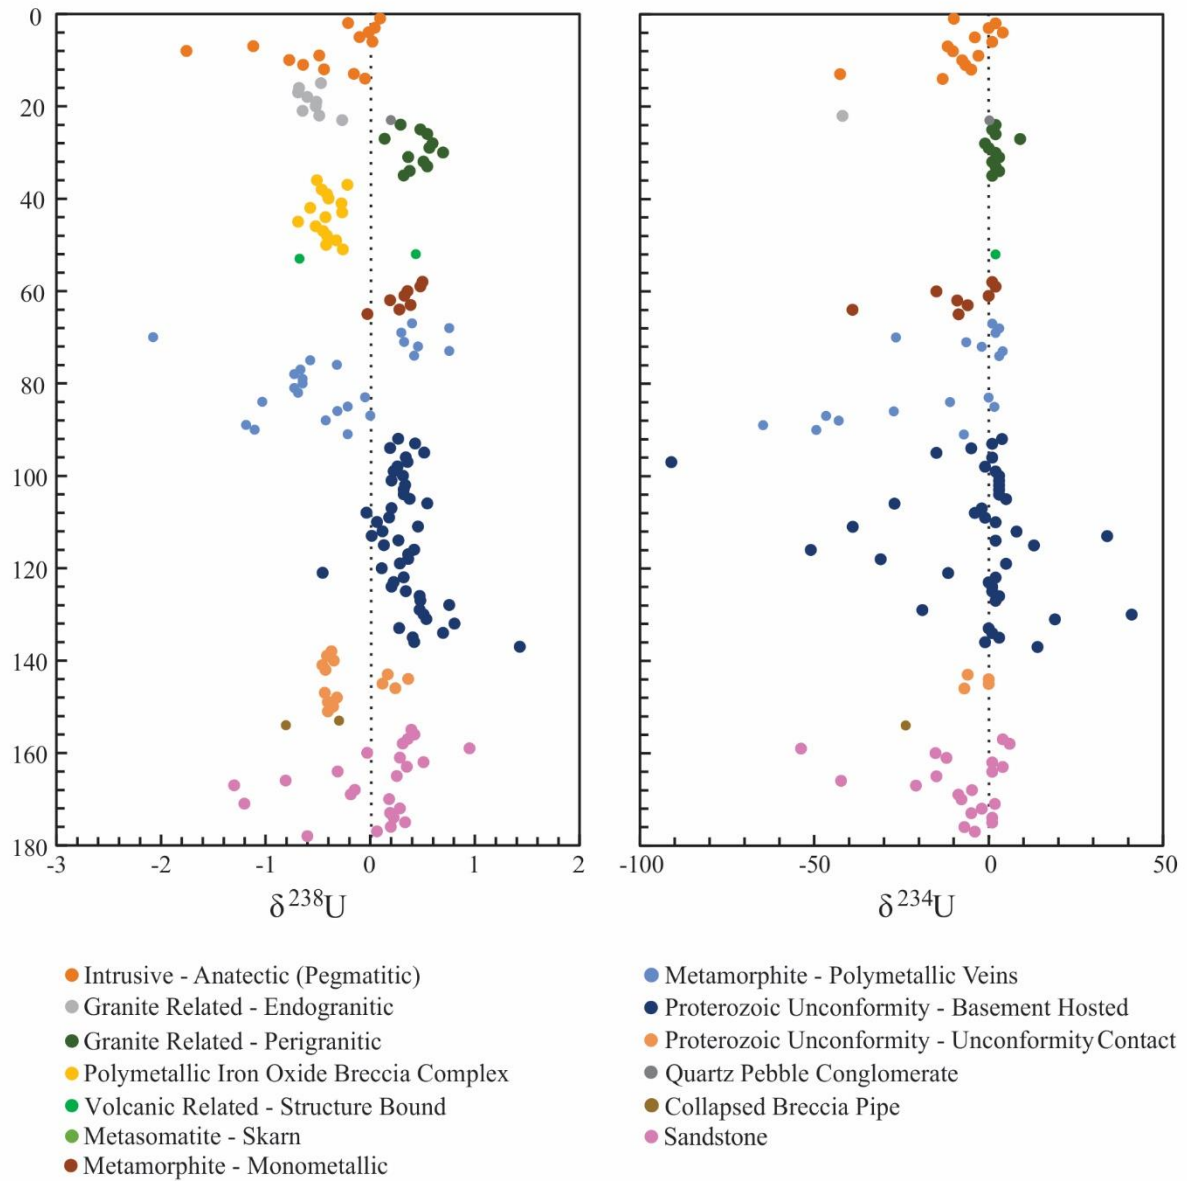 0
20
40
60
80
100
120
140
160
180
-3 -2 -1 0 1 2
δ238U
-100 -50 0 50
δ234U
Intrusive - Anatectic (Pegmatitic)
Granite Related - Endogranitic
Granite Related - Perigranitic
Polymetallic Iron Oxide Breccia Complex
Volcanic Related - Structure Bound
Metasomatite - Skarn
Metamorphite - Monometallic
Metamorphite - Polymetallic Veins
Proterozoic Unconformity - Basement Hosted
Proterozoic Unconformity - Unconformity Contact
Quartz Pebble Conglomerate
Collapsed Breccia Pipe
Sandstone